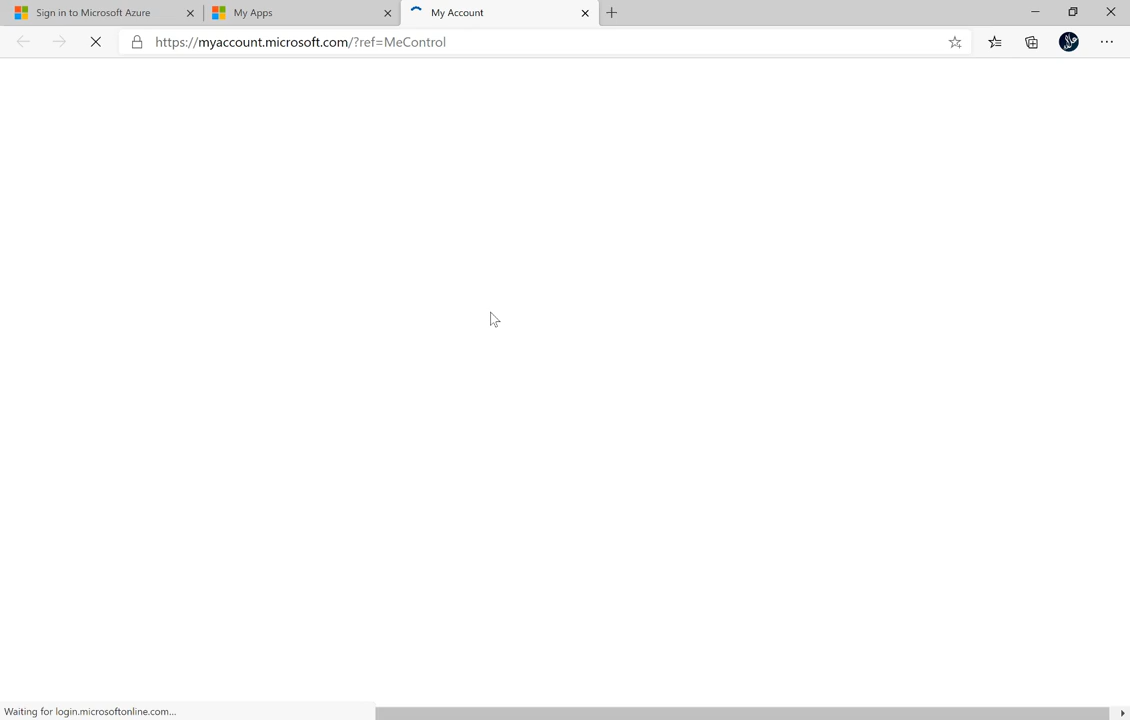 Sign in to Microsoft Azure
My Apps
My Account
https://myaccount.microsoft.com/?ref=MeControl
Waiting for login.microsoftonline.com...